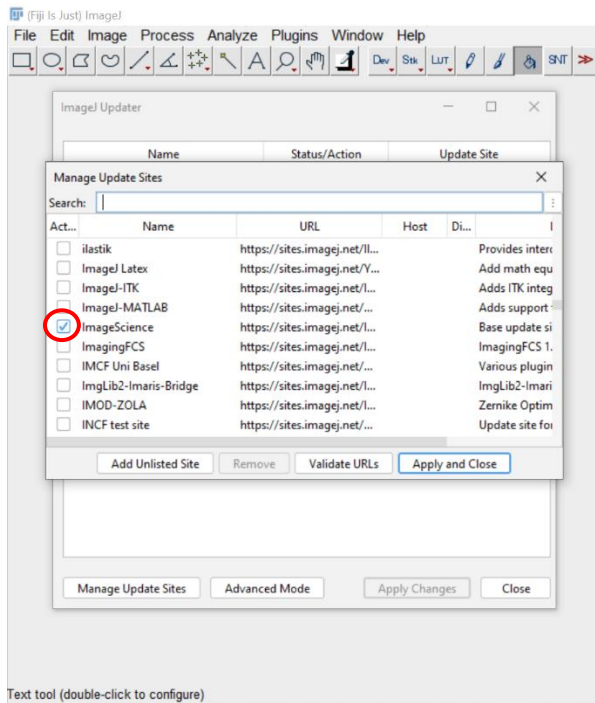 (Fiji Is Just) ImageJ
File Edit Image Process Analyze Plugins Window Help
Dev Stk LUT SNT
ImageJ Updater
Name Status/Action Update Site
Manage Update Sites
Search:
Act... Name URL Host Di...
ilastik https://sites.imagej.net/Il... Provides interc
ImageJ Latex https://sites.imagej.net/Y... Add math equ
ImageJ-ITK https://sites.imagej.net/I... Adds ITK integ
ImageJ-MATLAB https://sites.imagej.net/... Adds support
ImageScience https://sites.imagej.net/I... Base update si
ImagingFCS https://sites.imagej.net/I... ImagingFCS 1.
IMCF Uni Basel https://sites.imagej.net/... Various plugin
ImgLib2-Imaris-Bridge https://sites.imagej.net/I... ImgLib2-Imari
IMOD-ZOLA https://sites.imagej.net/I... Zernike Optim
INCF test site https://sites.imagej.net/... Update site for
Add Unlisted Site Remove Validate URLs Apply and Close
Manage Update Sites Advanced Mode Apply Changes Close
Text tool (double-click to configure)